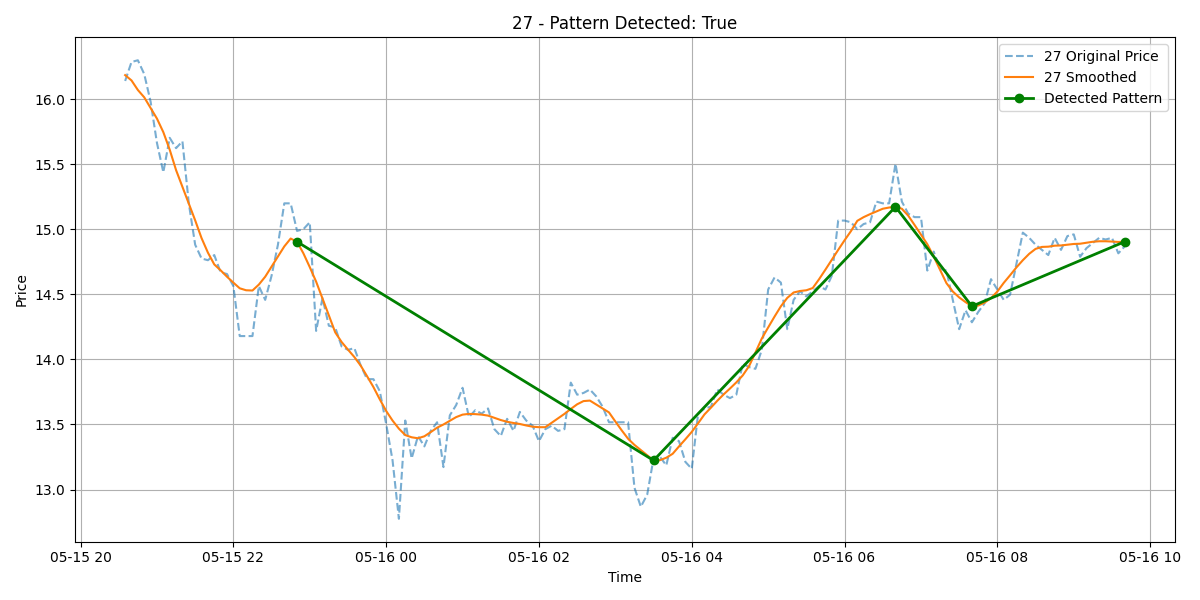 27 - Pattern Detected: True
27 Original Price
27 Smoothed
Detected Pattern
Price
16.0
15.5
15.0
14.5
14.0
13.5
13.0
05-15 20
05-15 22
05-16 00
05-16 02
05-16 04
05-16 06
05-16 08
05-16 10
Time